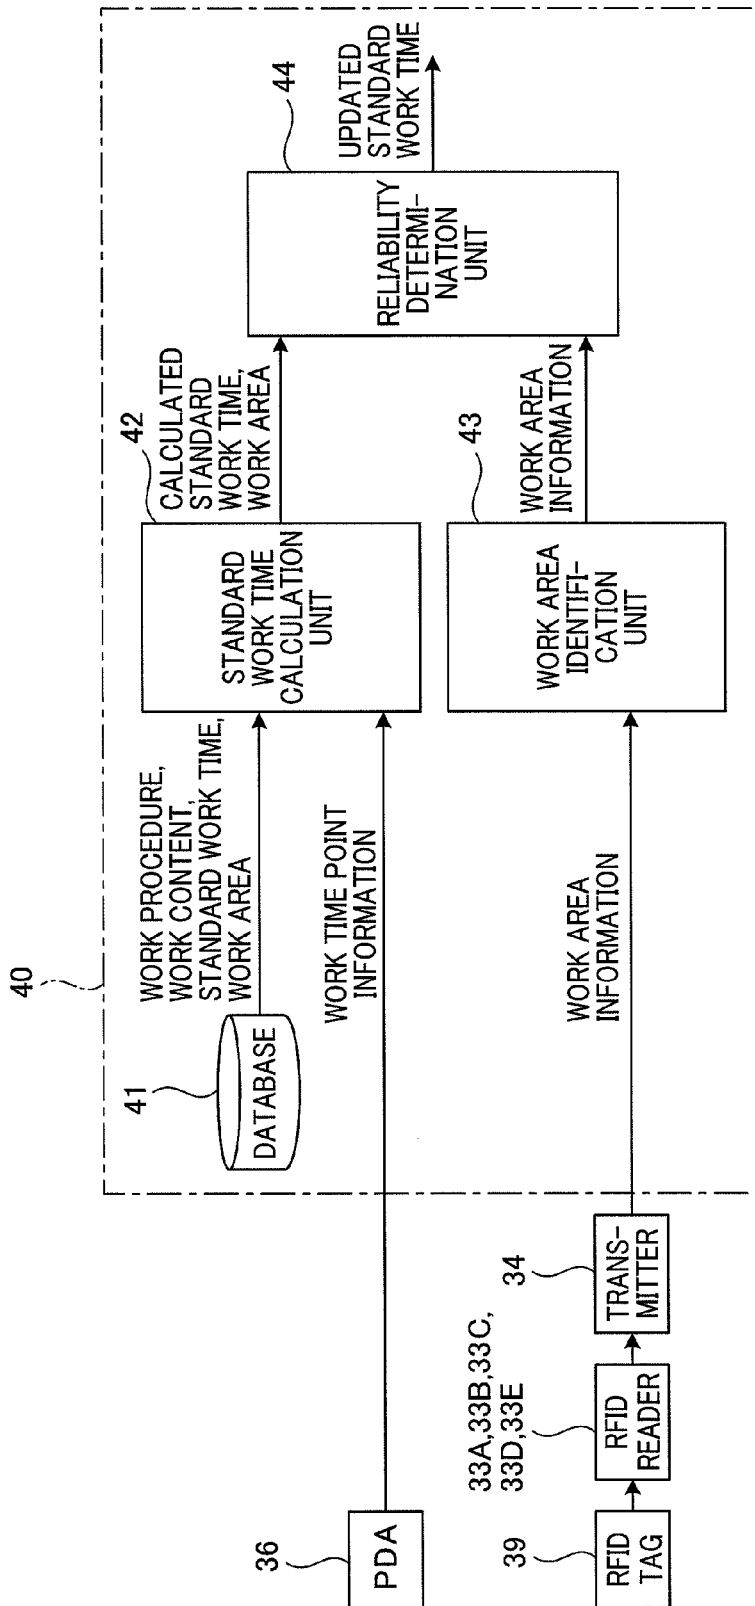 40
41
DATABASE
WORK PROCEDURE,
WORK CONTENT,
STANDARD WORK TIME,
WORK AREA
42
STANDARD
WORK TIME
CALCULATION
UNIT
CALCULATED
STANDARD
WORK TIME,
WORK AREA
44
RELIABILITY
DETERMI-
NATION
UNIT
UPDATED
STANDARD
WORK TIME
36
PDA
WORK TIME POINT
INFORMATION
39
RFID
TAG
33A,33B,33C,
33D,33E
RFID
READER
34
TRANS-
MITTER
WORK AREA
INFORMATION
43
WORK AREA
IDENTIFI-
CATION
UNIT
WORK AREA
INFORMATION